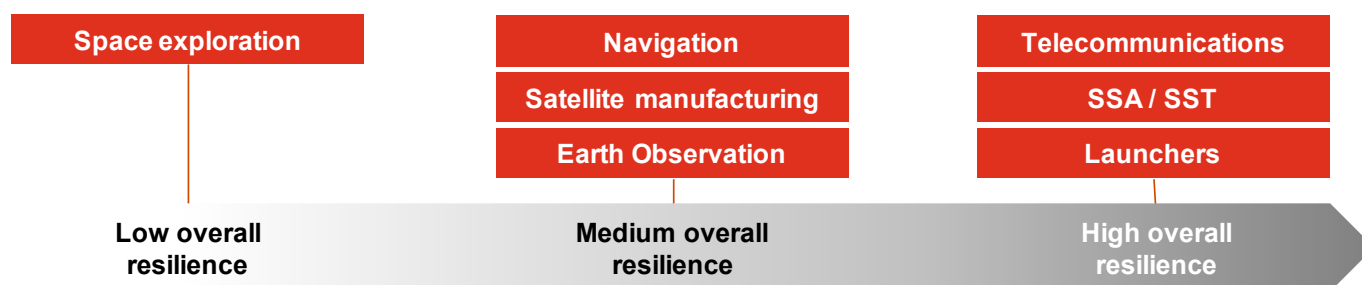 Space exploration
Navigation
Telecommunications
Satellite manufacturing
SSA / SST
Earth Observation
Launchers
Low overall
resilience
Medium overall
resilience
High overall
resilience